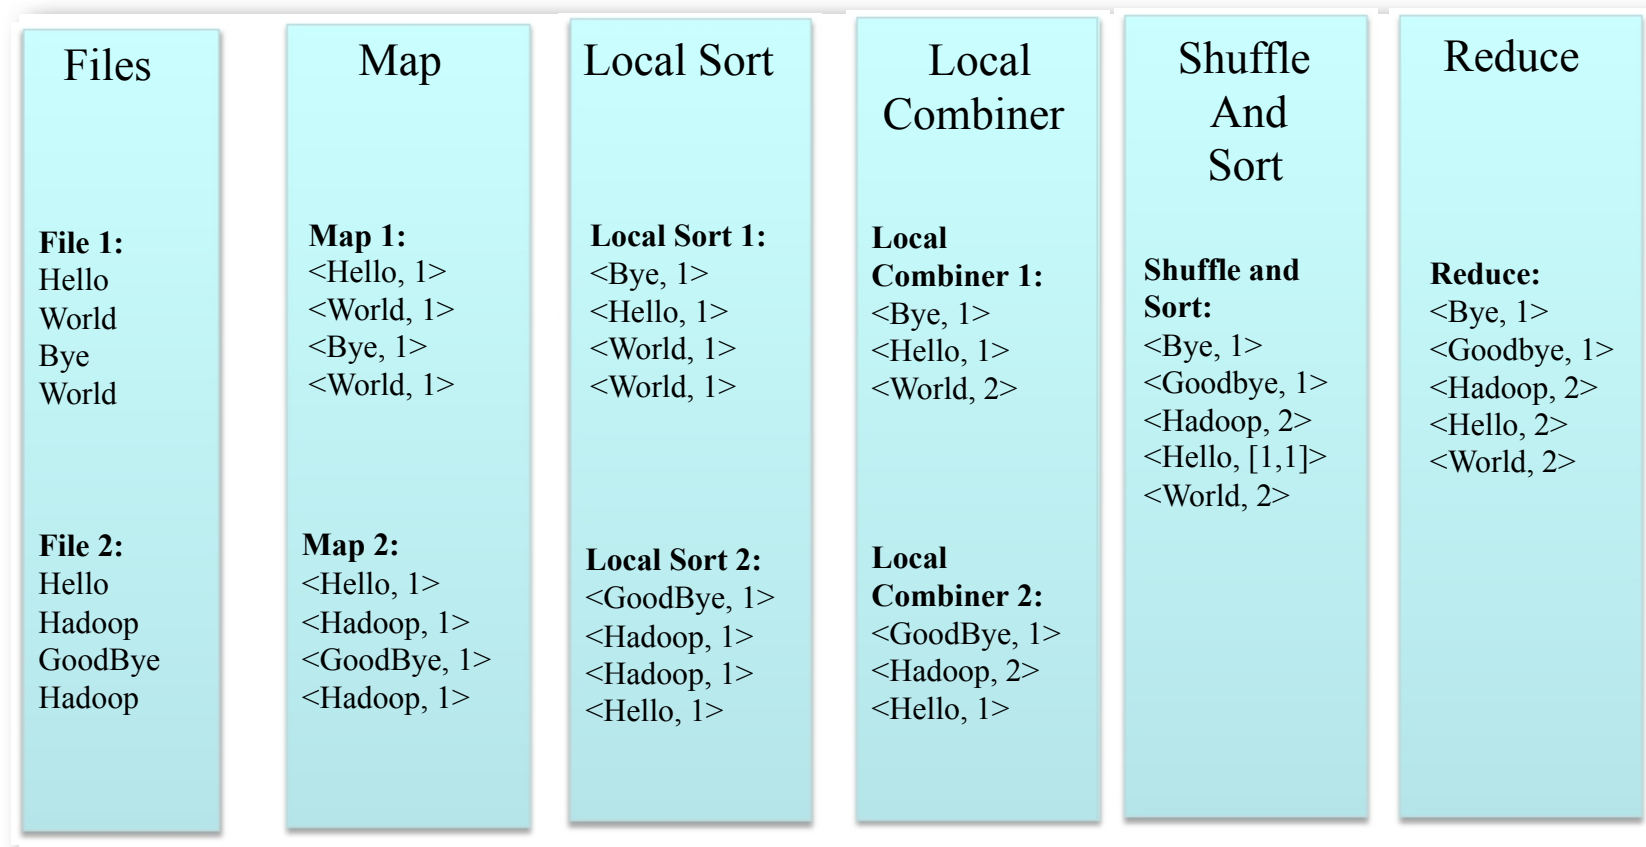 Files
File 1:
Hello
World
Bye
World
File 2:
Hello
Hadoop
GoodBye
Hadoop
Map
Map 1:
<Hello, 1>
<World, 1>
<Bye, 1>
<World, 1>
Map 2:
<Hello, 1>
<Hadoop, 1>
<GoodBye, 1>
<Hadoop, 1>
Local Sort
Local Sort 1:
<Bye, 1>
<Hello, 1>
<World, 1>
<World, 1>
Local Sort 2:
<GoodBye, 1>
<Hadoop, 1>
<Hadoop, 1>
<Hello, 1>
Local
Combiner
Local
Combiner 1:
<Bye, 1>
<Hello, 1>
<World, 2>
Local
Combiner 2:
<GoodBye, 1>
<Hadoop, 2>
<Hello, 1>
Shuffle
And
Sort
Shuffle and
Sort:
<Bye, 1>
<Goodbye, 1>
<Hadoop, 2>
<Hello, [1,1]>
<World, 2>
Reduce
Reduce:
<Bye, 1>
<Goodbye, 1>
<Hadoop, 2>
<Hello, 2>
<World, 2>